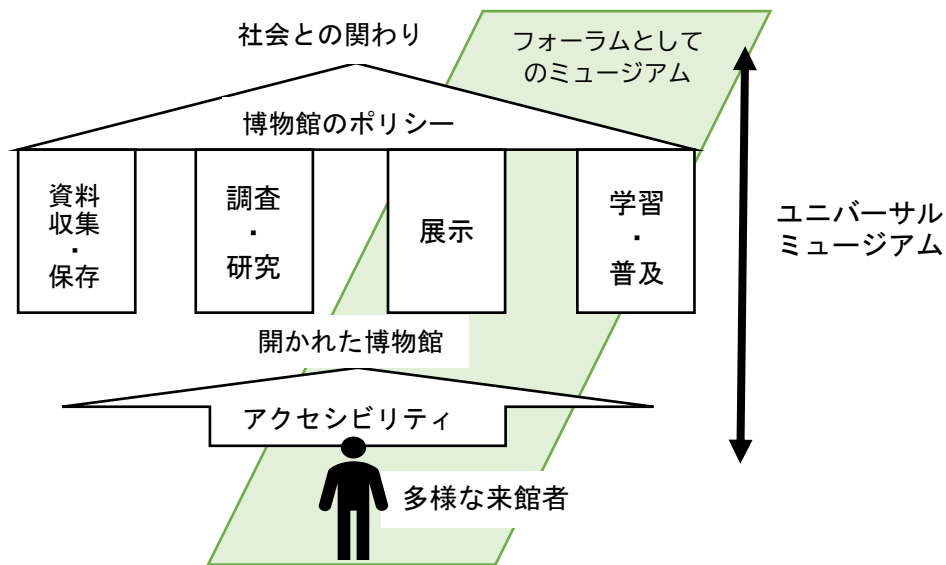 社会との関わり
フォーラムとして
のミュージアム
博物館のポリシー
資料
収集
・
保存
調査
・
研究
展示
学習
・
普及
ユニバーサル
ミュージアム
開かれた博物館
アクセシビリティ
多様な来館者